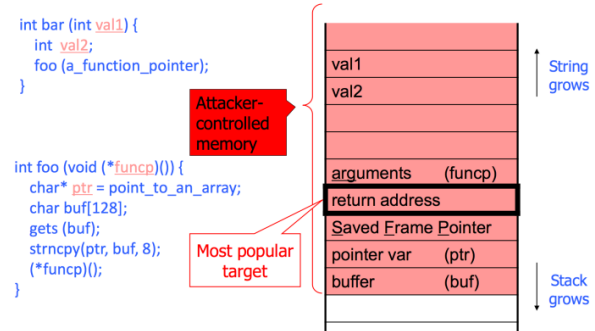 int bar (int val1) {
int val2;
foo (a_function_pointer);
}
int foo (void (*funcp)()) {
char* ptr = point_to_an_array;
char buf[128];
gets (buf);
strncpy(ptr, buf, 8);
(*funcp)();
}
Attacker-
controlled
memory
Most popular
target
val1
val2
arguments (funcp)
return address
Saved Frame Pointer
pointer var (ptr)
buffer (buf)
String
grows
Stack
grows